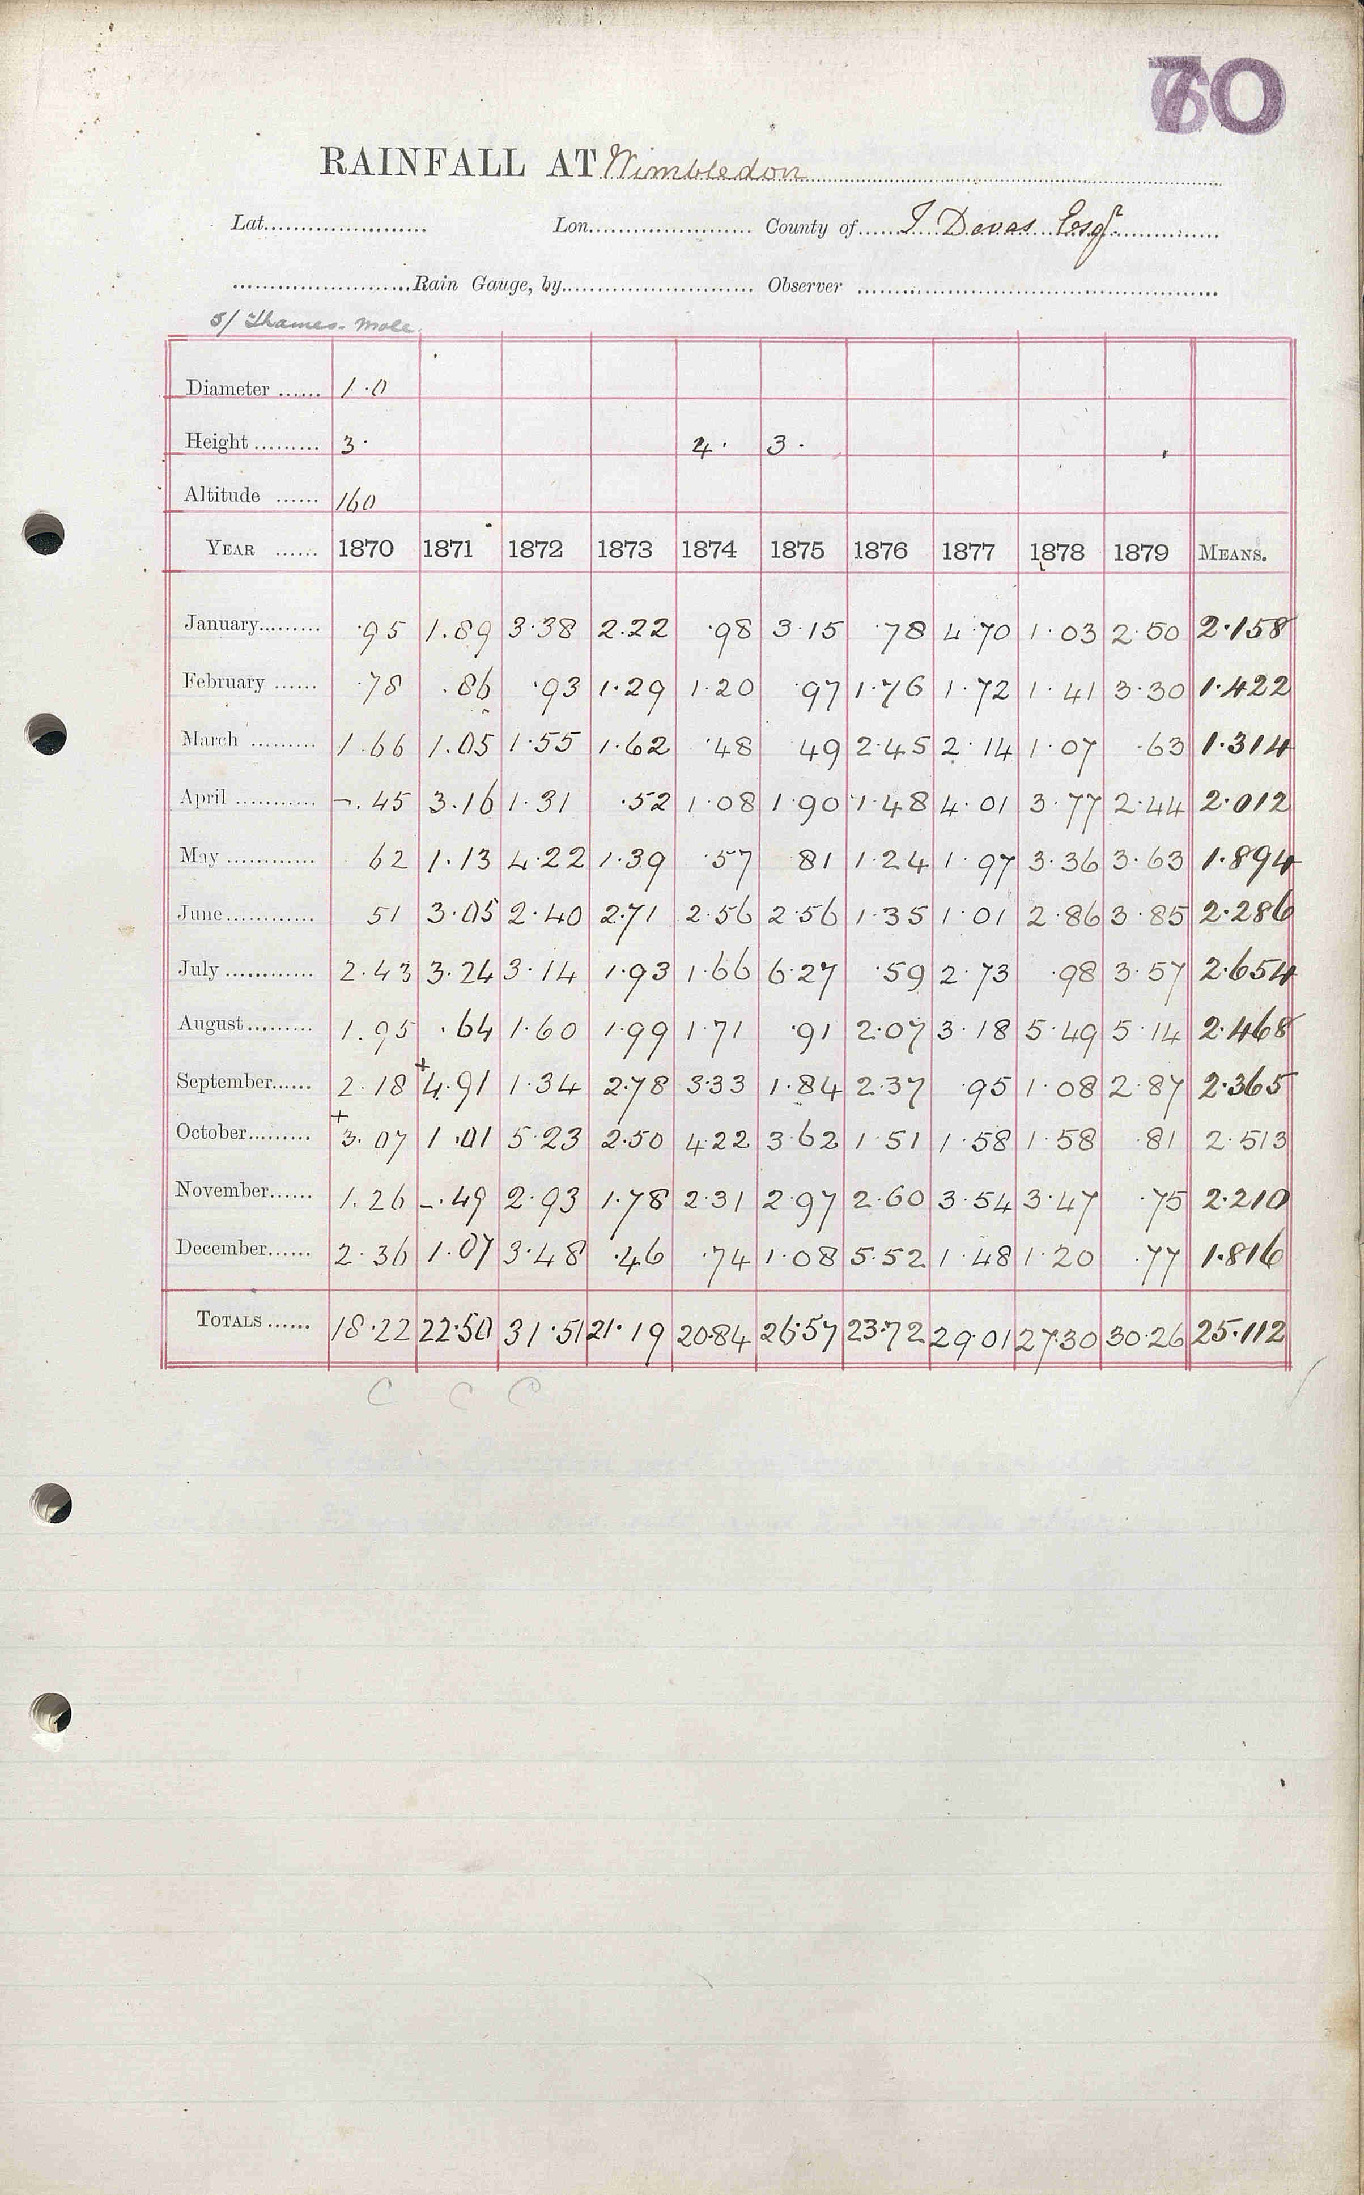 70
RAINFALL AT Wimbledon
Lat. Lon. County of T Devas Esqr
Rain Gauge, by Observer
5/ Thames-Mole
Diameter 1.0
Height 3. 4. 3.
Altitude 160
YEAR 1870 1871 1872 1873 1874 1875 1876 1877 1878 1879 MEANS.
January .95 1.89 3.38 2.22 .98 3.15 .78 4.70 1.03 2.50 2.158
February .78 .86 .93 1.29 1.20 .97 1.76 1.72 1.41 3.30 1.422
March 1.66 1.05 1.55 1.62 .48 49 2.45 2.14 1.07 .63 1.314
April -.45 3.16 1.31 .52 1.08 1.90 1.48 4.01 3.77 2.44 2.012
May 62 1.13 4.22 1.39 .57 81 1.24 1.97 3.36 3.63 1.894
June 51 3.05 2.40 2.71 2.56 2.56 1.35 1.01 2.86 3.85 2.286
July 2.43 3.24 3.14 1.93 1.66 6.27 .59 2.73 .98 3.57 2.654
August 1.95 .64 1.60 1.99 1.71 .91 2.07 3.18 5.49 5.14 2.468
September 2.18 +4.91 1.34 2.78 3.33 1.84 2.37 .95 1.08 2.87 2.365
October +3.07 1.01 5.23 2.50 4.22 3.62 1.51 1.58 1.58 .81 2.513
November 1.26 -.49 2.93 1.78 2.31 2.97 2.60 3.54 3.47 .75 2.210
December 2.36 1.07 3.48 .46 .74 1.08 5.52 1.48 1.20 .77 1.816
TOTALS 18.22 22.50 31.51 21.19 20.84 26.57 23.72 29.01 27.30 30.26 25.112
C C C